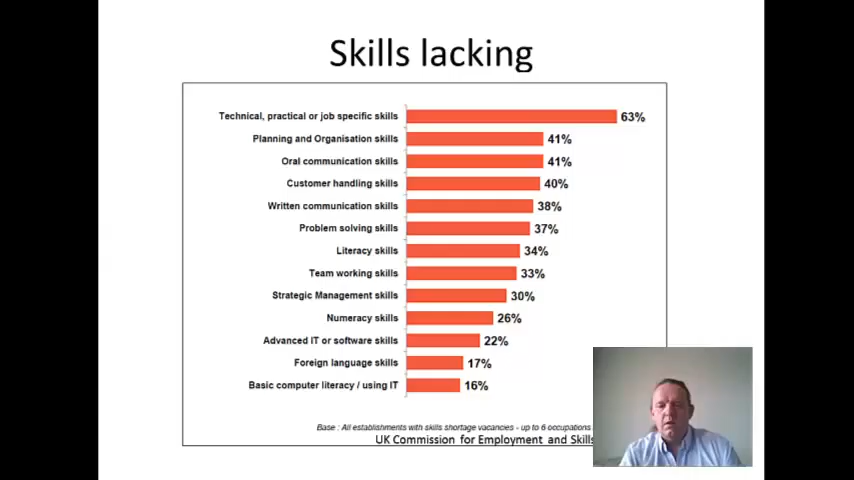 Skills lacking
Technical, practical or job specific skills 63%
Planning and Organisation skills 41%
Oral communication skills 41%
Customer handling skills 40%
Written communication skills 38%
Problem solving skills 37%
Literacy skills 34%
Team working skills 33%
Strategic Management skills 30%
Numeracy skills 26%
Advanced IT or software skills 22%
Foreign language skills 17%
Basic computer literacy / using IT 16%
Base : All establishments with skills shortage vacancies - up to 6 occupations
UK Commission for Employment and Skills